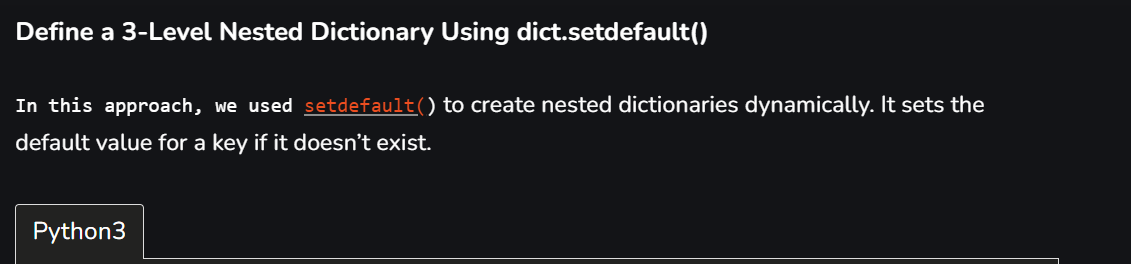 Define a 3-Level Nested Dictionary Using dict.setdefault()
In this approach, we used setdefault() to create nested dictionaries dynamically. It sets the
default value for a key if it doesn’t exist.
Python3